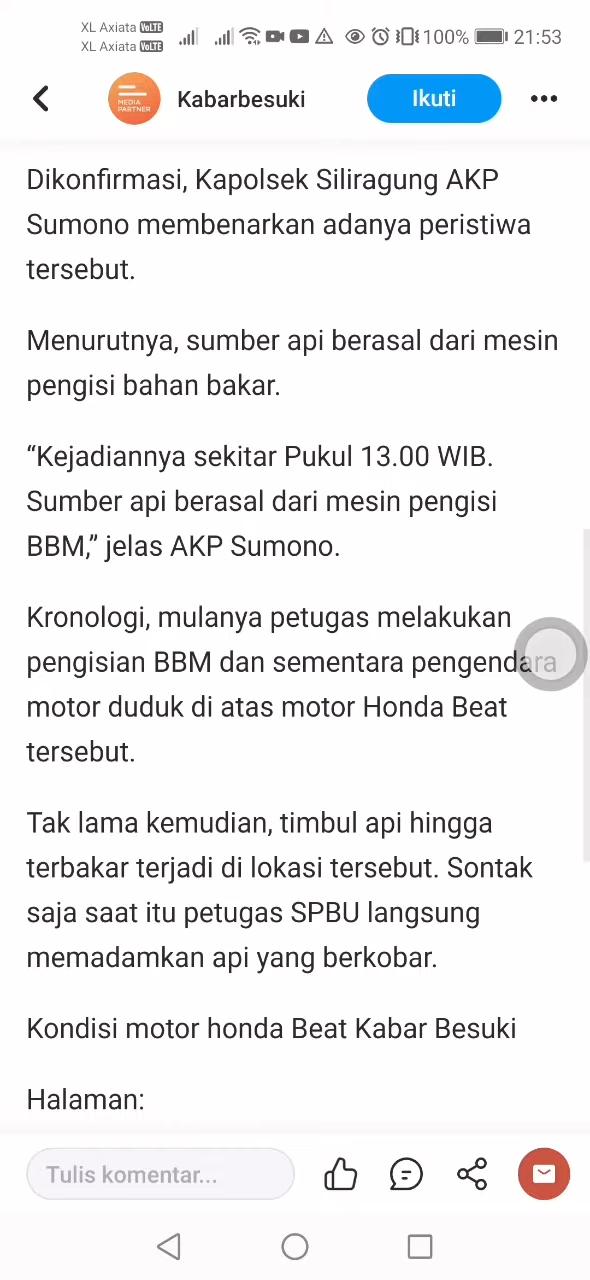 XL Axiata VoLTE
XL Axiata VoLTE
100% 21:53
MEDIA
PARTNER
Kabarbesuki
Ikuti
Dikonfirmasi, Kapolsek Siliragung AKP
Sumono membenarkan adanya peristiwa
tersebut.
Menurutnya, sumber api berasal dari mesin
pengisi bahan bakar.
“Kejadiannya sekitar Pukul 13.00 WIB.
Sumber api berasal dari mesin pengisi
BBM,” jelas AKP Sumono.
Kronologi, mulanya petugas melakukan
pengisian BBM dan sementara pengendara
motor duduk di atas motor Honda Beat
tersebut.
Tak lama kemudian, timbul api hingga
terbakar terjadi di lokasi tersebut. Sontak
saja saat itu petugas SPBU langsung
memadamkan api yang berkobar.
Kondisi motor honda Beat Kabar Besuki
Halaman:
Tulis komentar...